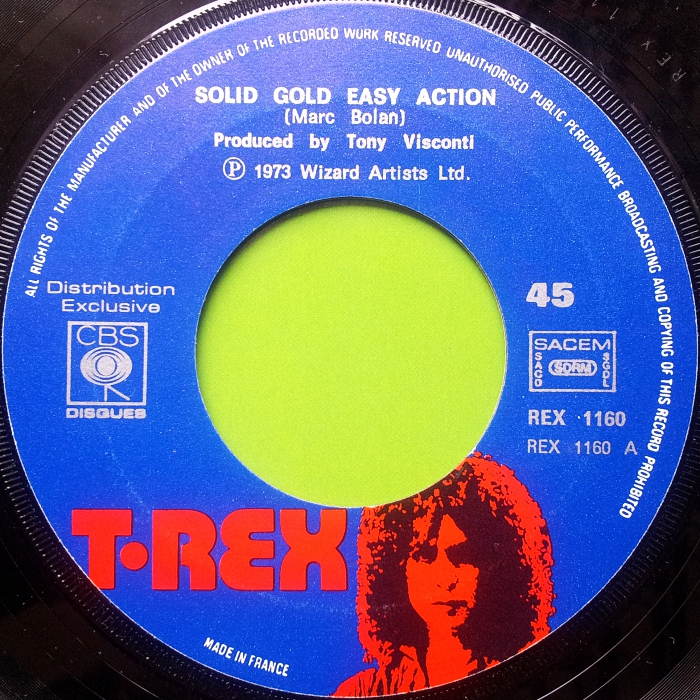 ALL RIGHTS OF THE MANUFACTURER AND OF THE OWNER OF THE RECORDED WORK RESERVED UNAUTHORISED PUBLIC PERFORMANCE BROADCASTING AND COPYING OF THIS RECORD PROHIBITED
SOLID GOLD EASY ACTION
(Marc Bolan)
Produced by Tony Visconti
Ⓟ 1973 Wizard Artists Ltd.
Distribution
Exclusive
CBS
DISQUES
45
SACEM
SACD
SDRM
SGDL
REX 1160
REX 1160 A
T•REX
MADE IN FRANCE